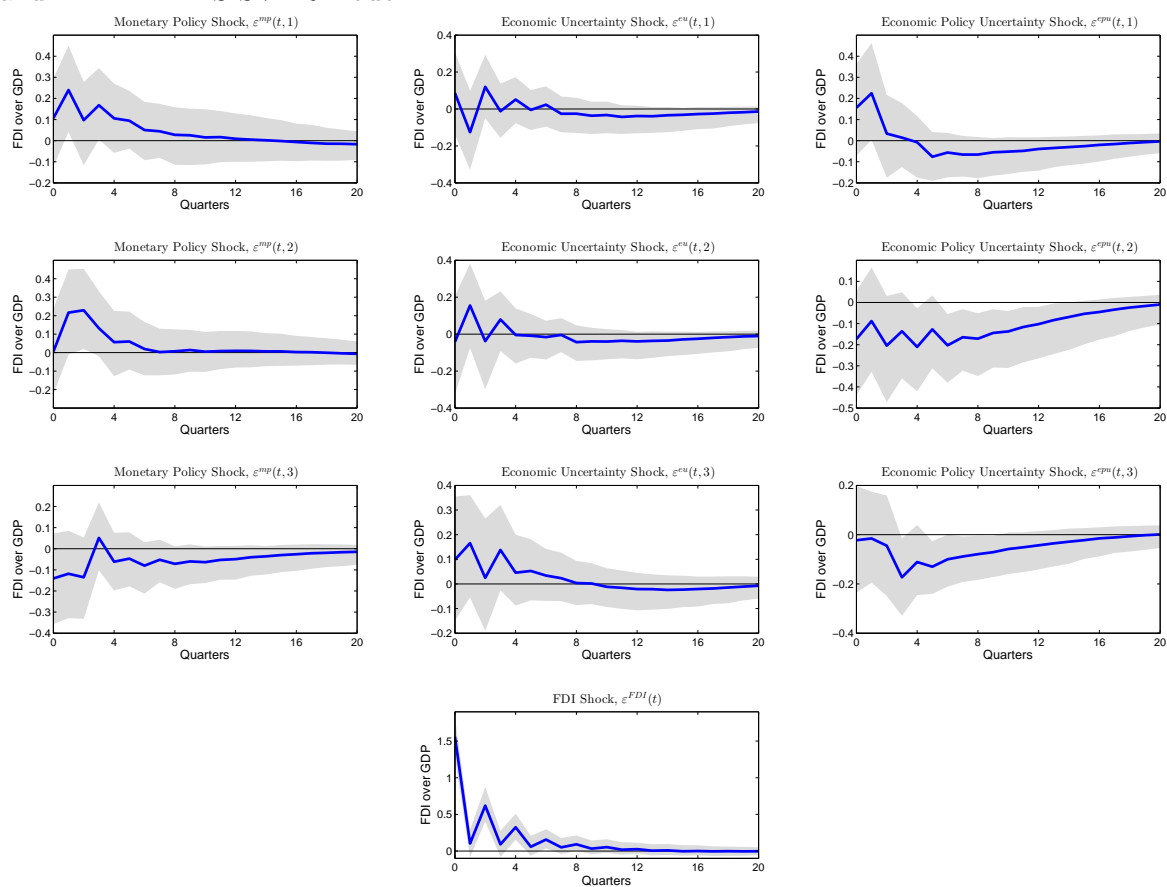 Monetary Policy Shock, ε^{mp}(t, 1)
FDI over GDP
0.4
0.3
0.2
0.1
0
−0.1
−0.2
0 4 8 12 16 20
Quarters
Economic Uncertainty Shock, ε^{eu}(t, 1)
FDI over GDP
0.4
0.2
0
−0.2
−0.4
0 4 8 12 16 20
Quarters
Economic Policy Uncertainty Shock, ε^{epu}(t, 1)
FDI over GDP
0.5
0.4
0.3
0.2
0.1
0
−0.1
−0.2
0 4 8 12 16 20
Quarters
Monetary Policy Shock, ε^{mp}(t, 2)
FDI over GDP
0.4
0.3
0.2
0.1
0
−0.1
−0.2
0 4 8 12 16 20
Quarters
Economic Uncertainty Shock, ε^{eu}(t, 2)
FDI over GDP
0.4
0.2
0
−0.2
−0.4
0 4 8 12 16 20
Quarters
Economic Policy Uncertainty Shock, ε^{epu}(t, 2)
FDI over GDP
0.1
0
−0.1
−0.2
−0.3
−0.4
−0.5
0 4 8 12 16 20
Quarters
Monetary Policy Shock, ε^{mp}(t, 3)
FDI over GDP
0.2
0.1
0
−0.1
−0.2
−0.3
−0.4
0 4 8 12 16 20
Quarters
Economic Uncertainty Shock, ε^{eu}(t, 3)
FDI over GDP
0.4
0.3
0.2
0.1
0
−0.1
−0.2
0 4 8 12 16 20
Quarters
Economic Policy Uncertainty Shock, ε^{epu}(t, 3)
FDI over GDP
0.2
0
−0.2
−0.4
0 4 8 12 16 20
Quarters
FDI Shock, ε^{FDI}(t)
FDI over GDP
1.5
1
0.5
0
0 4 8 12 16 20
Quarters